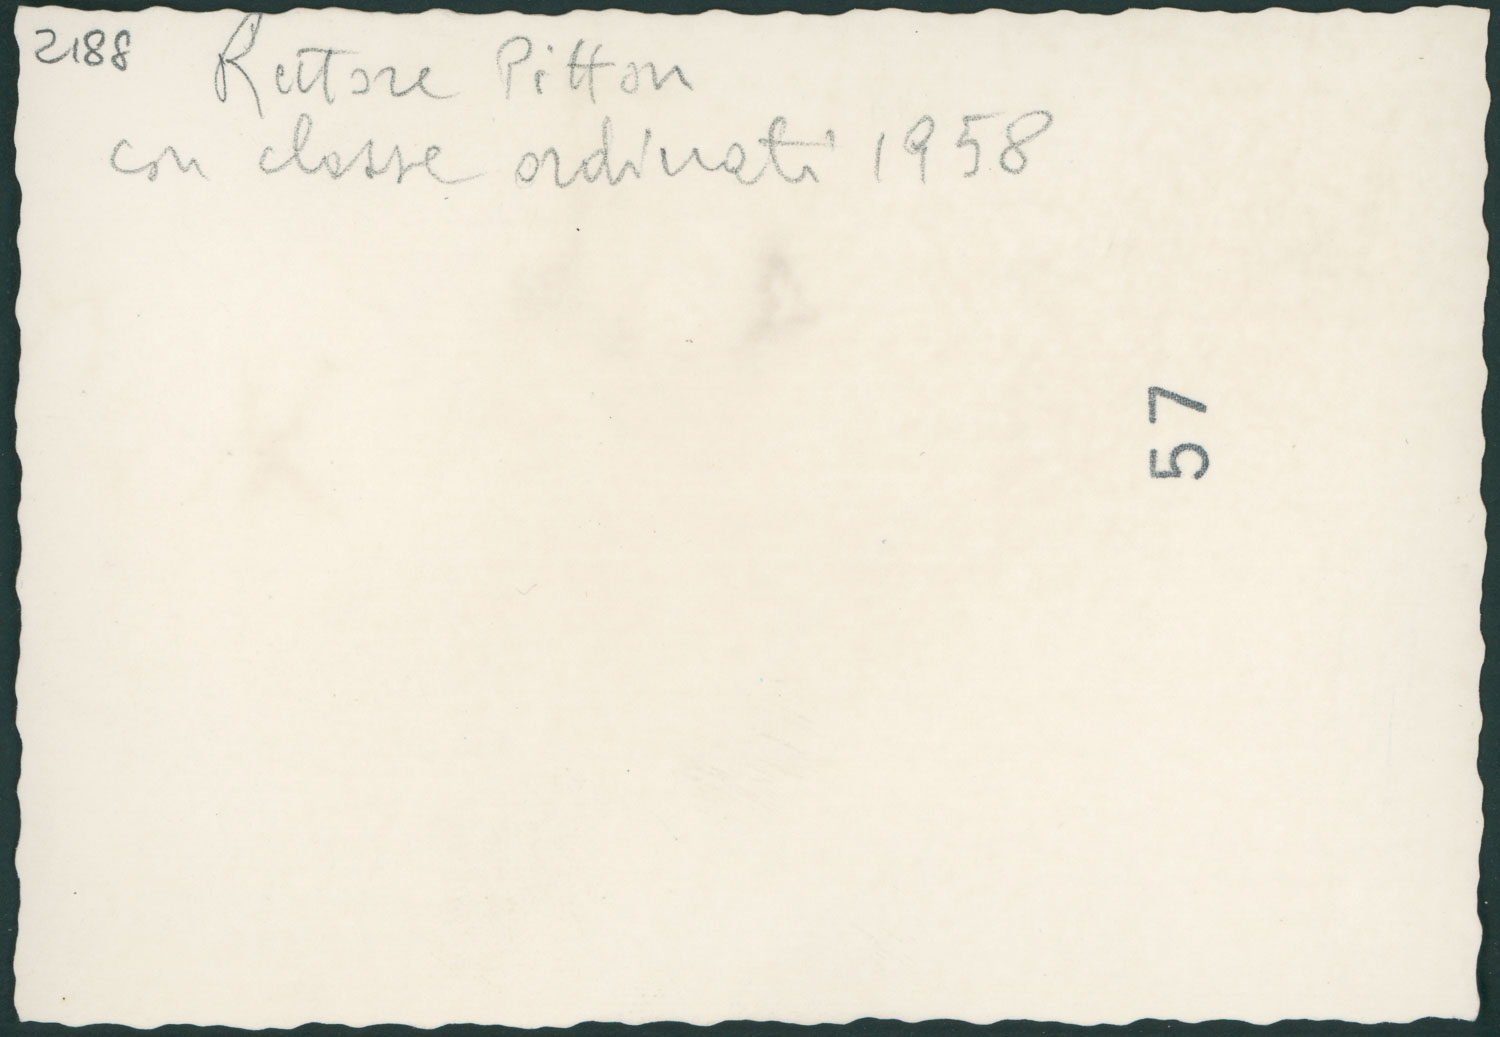 2188
Rettore Pitton
con classe ordinati 1958
57